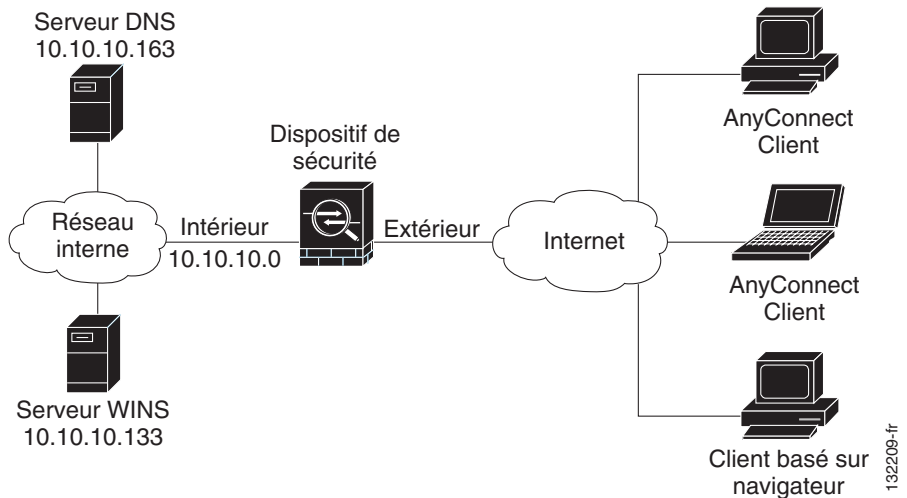 Serveur DNS
10.10.10.163
Dispositif de
sécurité
AnyConnect
Client
Réseau
interne
Intérieur
10.10.10.0
Extérieur
Internet
AnyConnect
Client
Serveur WINS
10.10.10.133
Client basé sur
navigateur
132209-fr